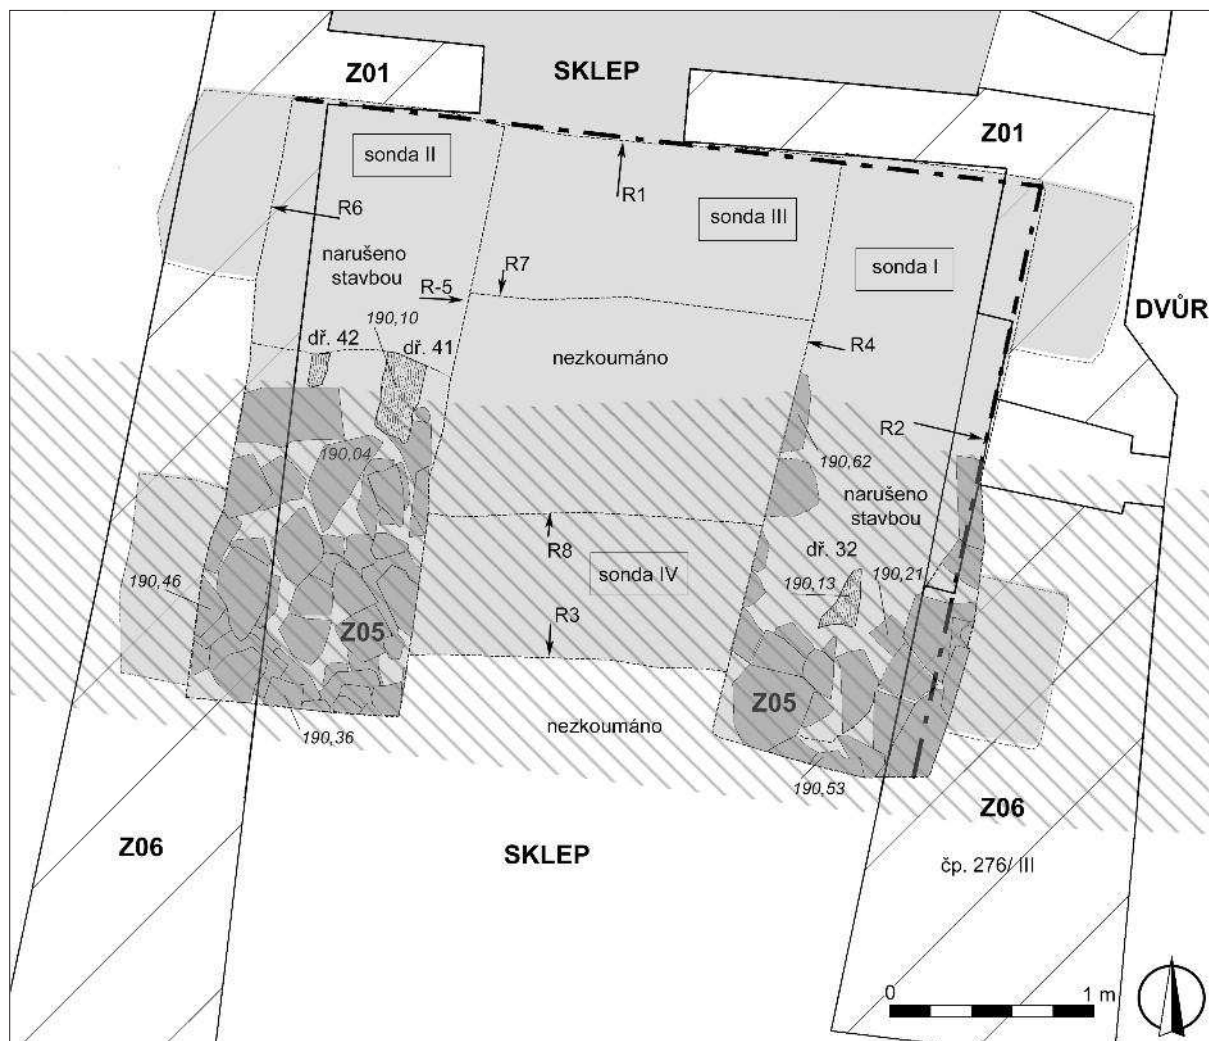 SKLEP
Z01
Z01
sonda II
R1
R6
sonda III
narušeno
stavbou
R7
sonda I
R-5
190,10
DVŮR
dř. 42
dř. 41
R4
nezkoumáno
R2
190,04
190,62
narušeno
stavbou
R8
dř. 32
sonda IV
190,13
190,21
190,46
R3
Z05
Z05
nezkoumáno
190,36
190,53
Z06
SKLEP
Z06
čp. 276/ III
0
1 m